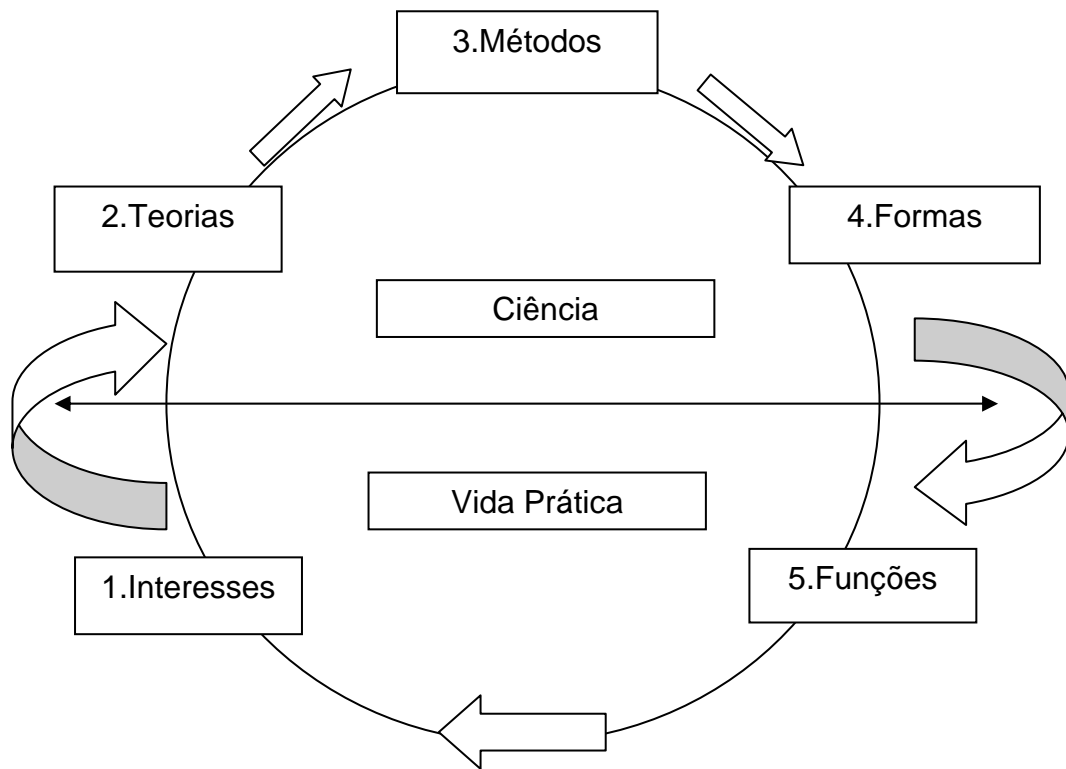 3.Métodos
2.Teorias
4.Formas
Ciência
Vida Prática
1.Interesses
5.Funções